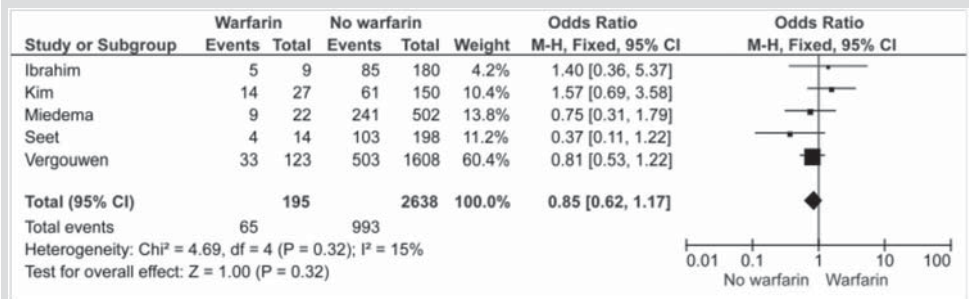 Warfarin No warfarin Odds Ratio Odds Ratio
Study or Subgroup Events Total Events Total Weight M-H, Fixed, 95% CI M-H, Fixed, 95% CI
Ibrahim 5 9 85 180 4.2% 1.40 [0.36, 5.37]
Kim 14 27 61 150 10.4% 1.57 [0.69, 3.58]
Miedema 9 22 241 502 13.8% 0.75 [0.31, 1.79]
Seet 4 14 103 198 11.2% 0.37 [0.11, 1.22]
Vergouwen 33 123 503 1608 60.4% 0.81 [0.53, 1.22]
Total (95% CI) 195 2638 100.0% 0.85 [0.62, 1.17]
Total events 65 993
Heterogeneity: Chi² = 4.69, df = 4 (P = 0.32); I² = 15%
Test for overall effect: Z = 1.00 (P = 0.32)
0.01 0.1 1 10 100
No warfarin Warfarin